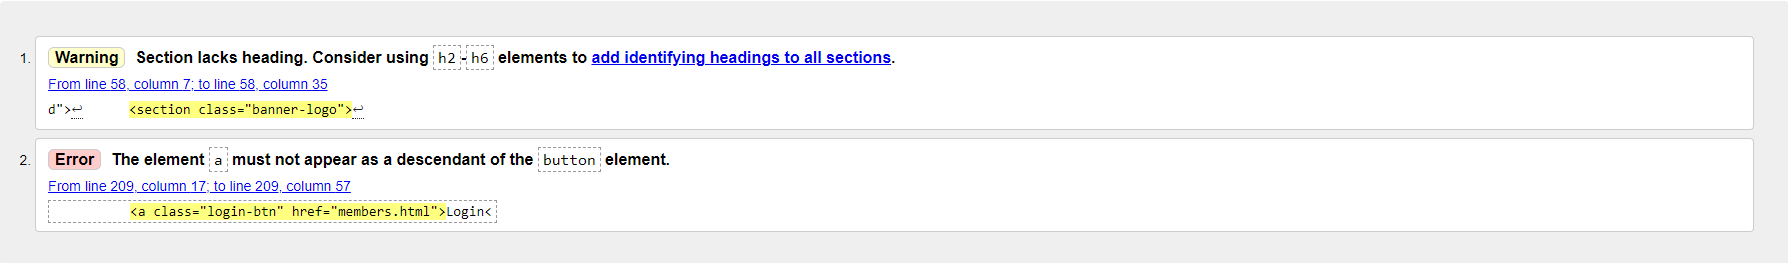 1. Warning Section lacks heading. Consider using h2-h6 elements to add identifying headings to all sections.
From line 58, column 7; to line 58, column 35
d">↩ <section class="banner-logo">↩
2. Error The element a must not appear as a descendant of the button element.
From line 209, column 17; to line 209, column 57
<a class="login-btn" href="members.html">Login<